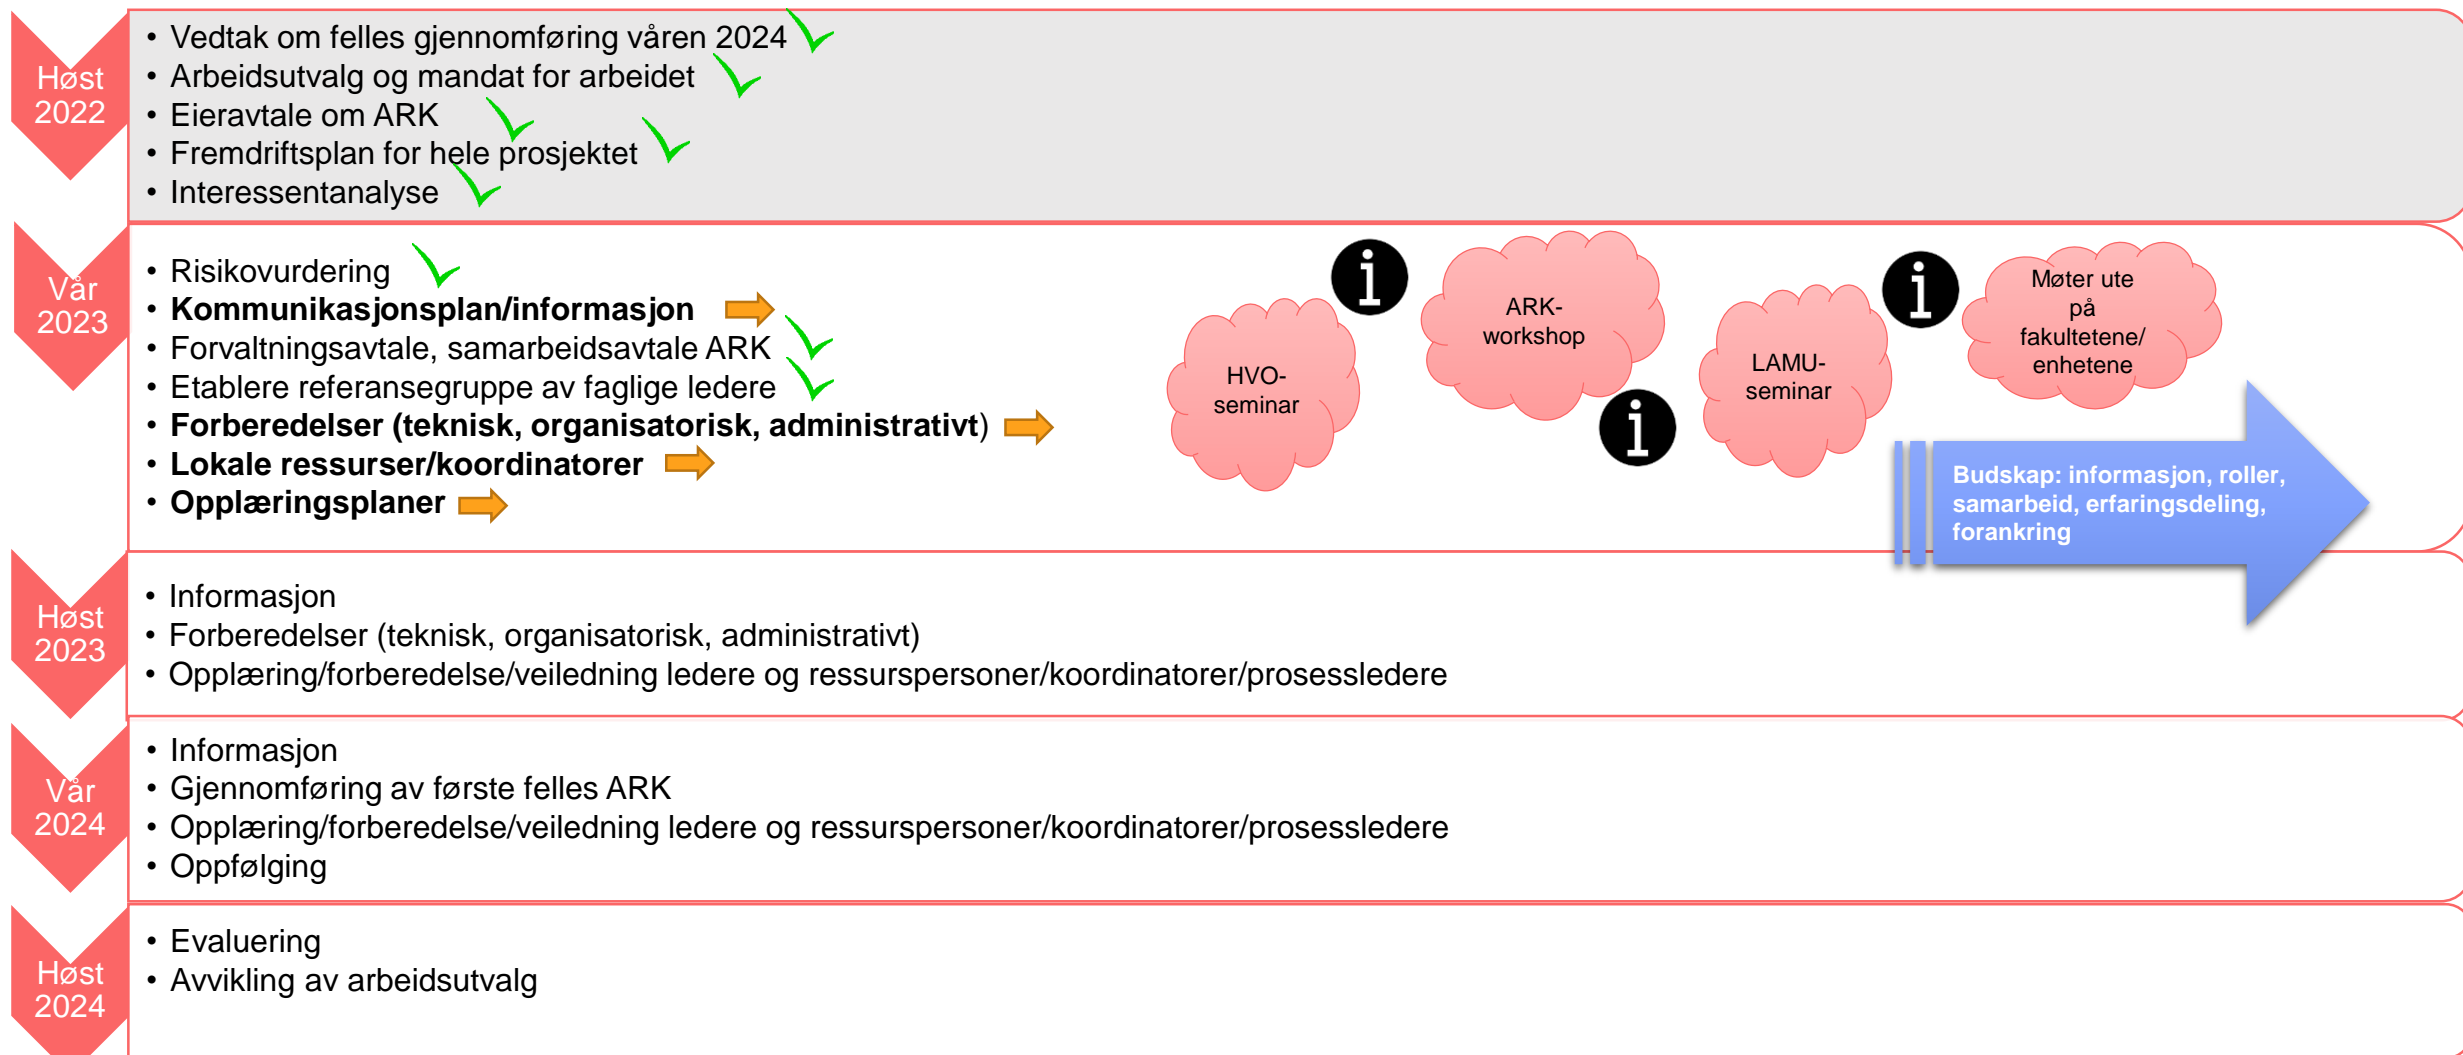 Høst
2022
• Vedtak om felles gjennomføring våren 2024
• Arbeidsutvalg og mandat for arbeidet
• Eieravtale om ARK
• Fremdriftsplan for hele prosjektet
• Interessentanalyse
Vår
2023
• Risikovurdering
• Kommunikasjonsplan/informasjon
• Forvaltningsavtale, samarbeidsavtale ARK
• Etablere referansegruppe av faglige ledere
• Forberedelser (teknisk, organisatorisk, administrativt)
• Lokale ressurser/koordinatorer
• Opplæringsplaner
HVO-
seminar
i
ARK-
workshop
i
LAMU-
seminar
i
Møter ute
på
fakultetene/
enhetene
Budskap: informasjon, roller,
samarbeid, erfaringsdeling,
forankring
Høst
2023
• Informasjon
• Forberedelser (teknisk, organisatorisk, administrativt)
• Opplæring/forberedelse/veiledning ledere og ressurspersoner/koordinatorer/prosessledere
Vår
2024
• Informasjon
• Gjennomføring av første felles ARK
• Opplæring/forberedelse/veiledning ledere og ressurspersoner/koordinatorer/prosessledere
• Oppfølging
Høst
2024
• Evaluering
• Avvikling av arbeidsutvalg